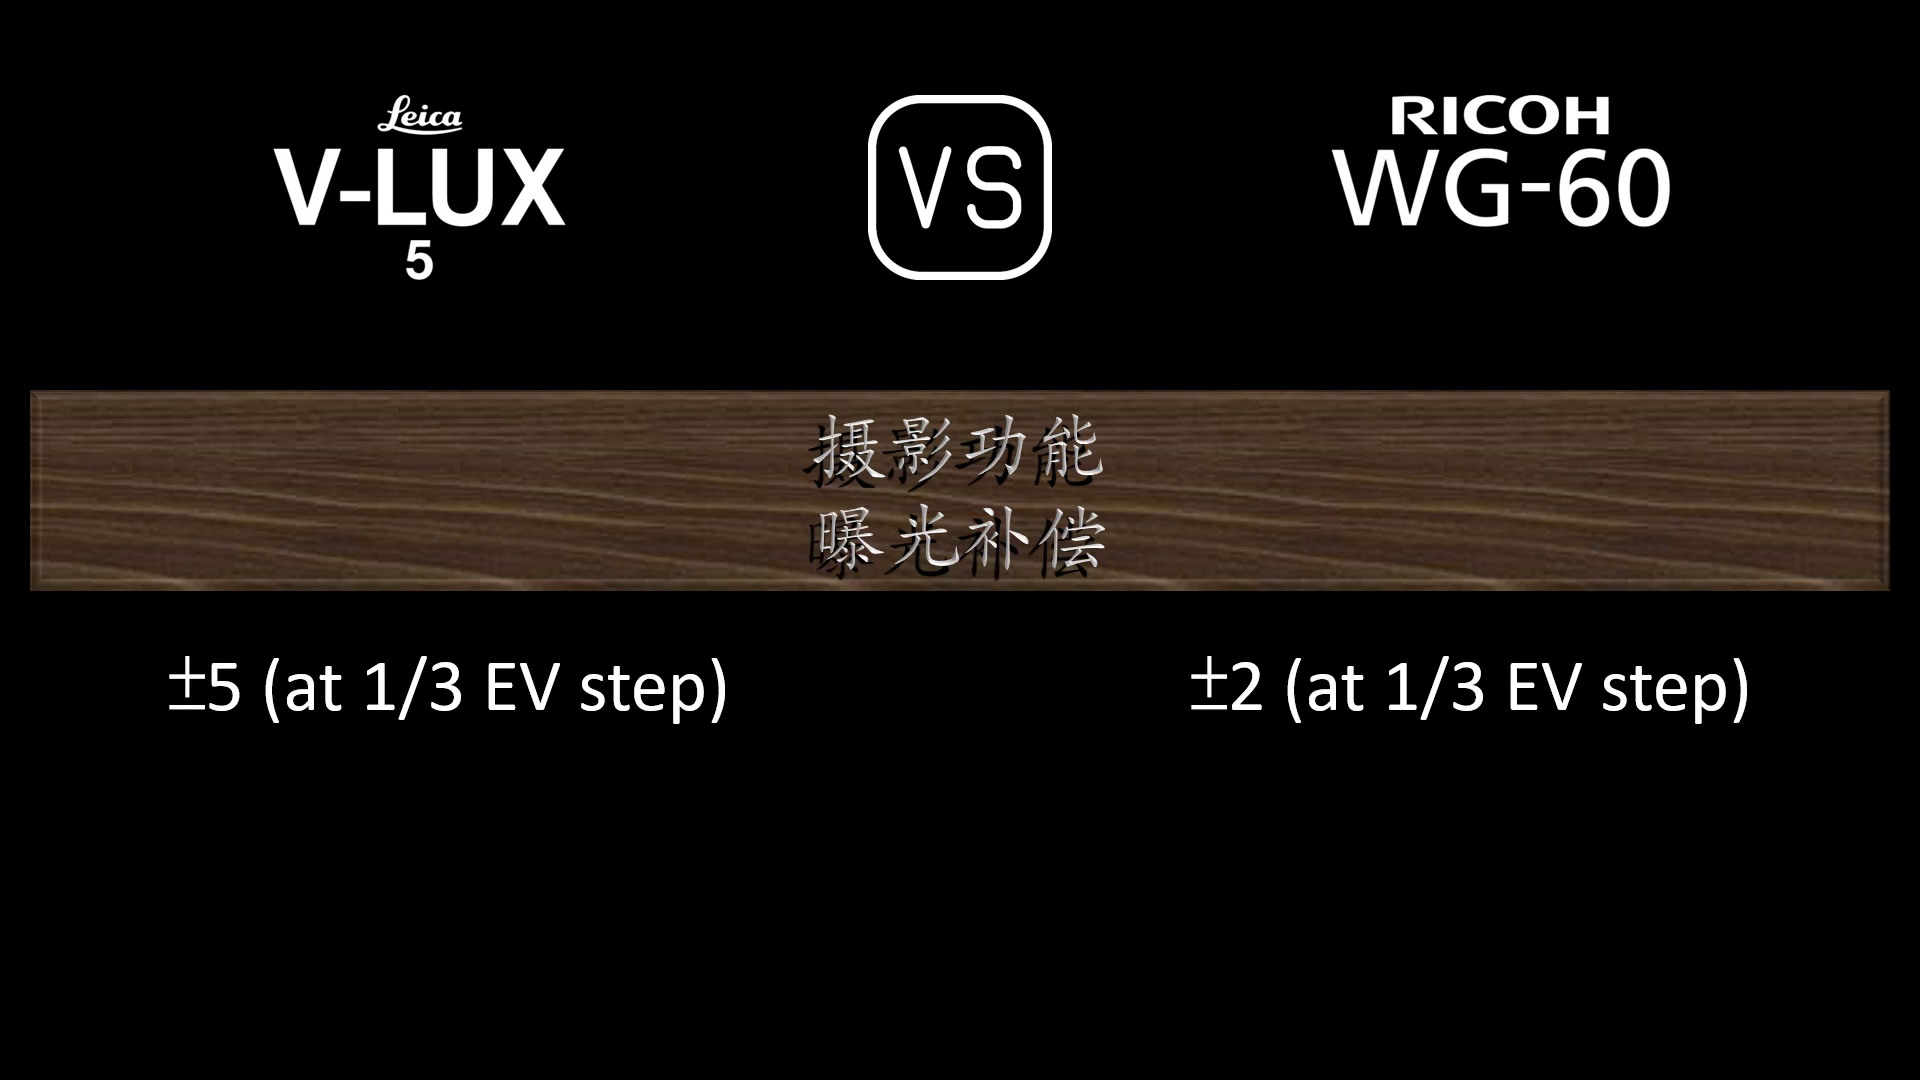 Leica
V-LUX
5
VS
RICOH
WG-60
摄影功能
曝光补偿
±5 (at 1/3 EV step)
±2 (at 1/3 EV step)